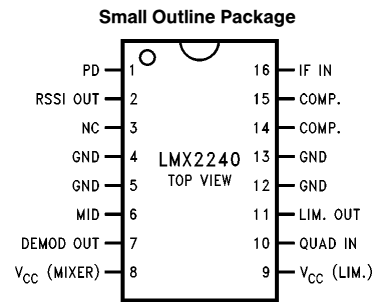 Small Outline Package
PD 1 16 IF IN
RSSI OUT 2 15 COMP.
NC 3 14 COMP.
GND 4 13 GND
LMX2240
TOP VIEW
GND 5 12 GND
MID 6 11 LIM. OUT
DEMOD OUT 7 10 QUAD IN
VCC (MIXER) 8 9 VCC (LIM.)